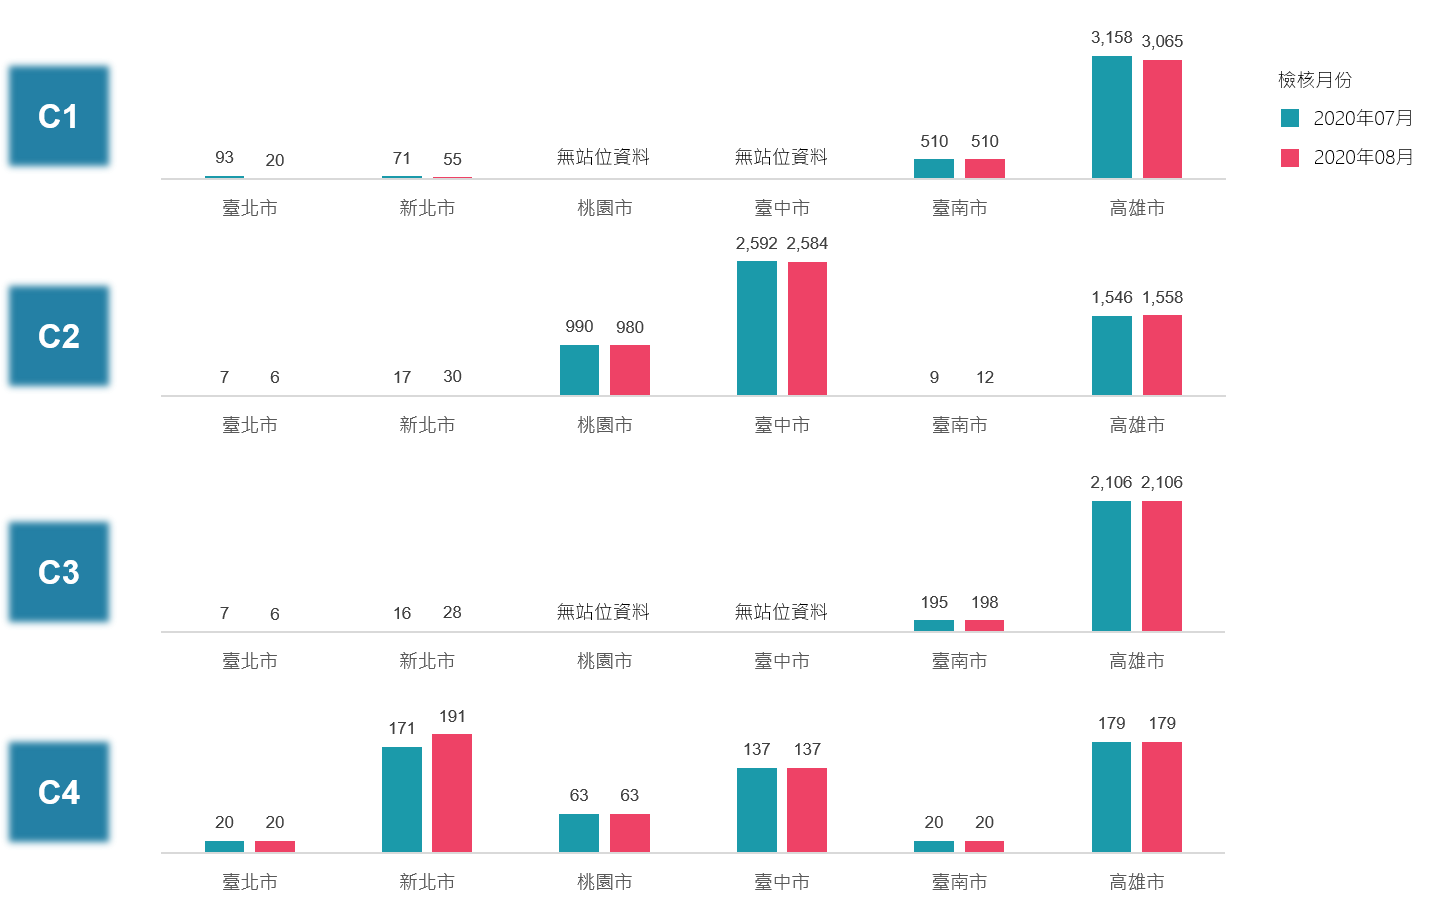 C1
93 20 71 55 無站位資料 無站位資料 510 510 3,158 3,065
臺北市 新北市 桃園市 臺中市 臺南市 高雄市
檢核月份
2020年07月
2020年08月
C2
7 6 17 30 990 980 2,592 2,584 9 12 1,546 1,558
臺北市 新北市 桃園市 臺中市 臺南市 高雄市
C3
7 6 16 28 無站位資料 無站位資料 195 198 2,106 2,106
臺北市 新北市 桃園市 臺中市 臺南市 高雄市
C4
20 20 171 191 63 63 137 137 20 20 179 179
臺北市 新北市 桃園市 臺中市 臺南市 高雄市